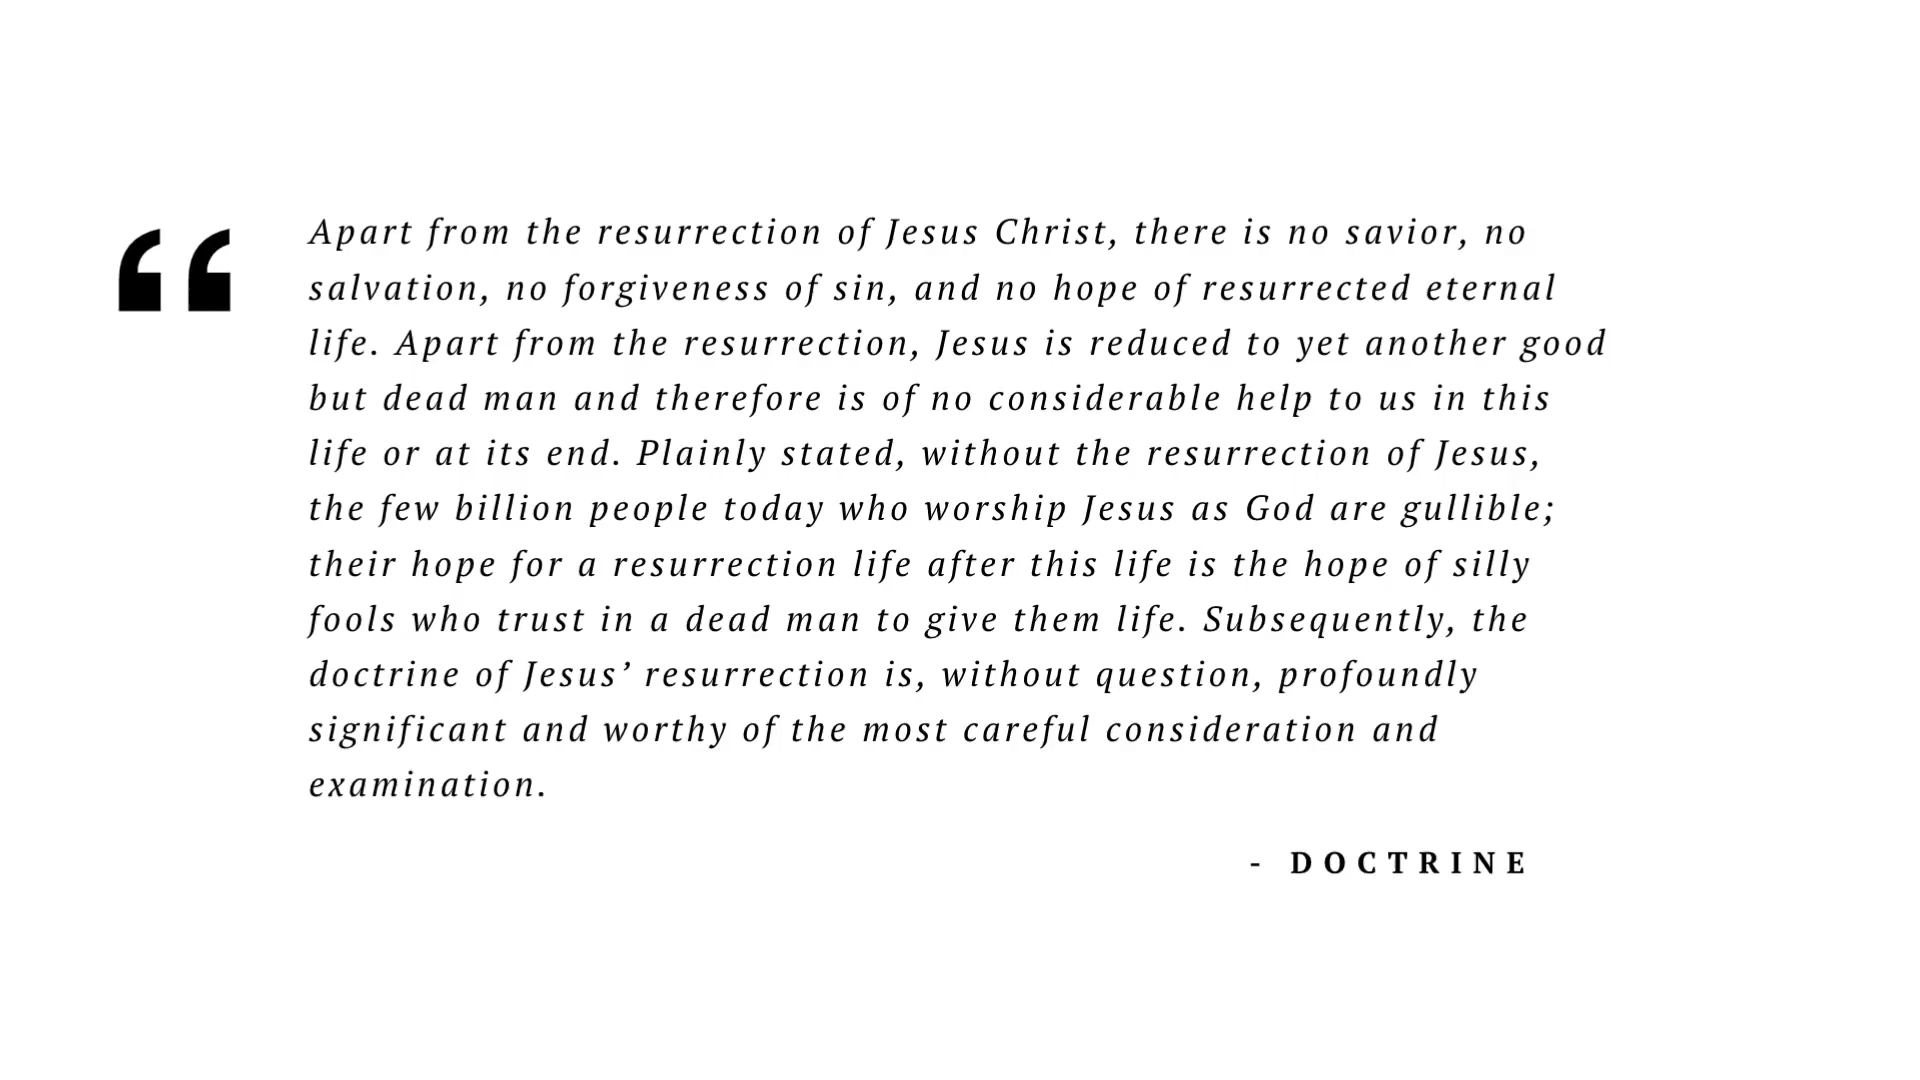 “
Apart from the resurrection of Jesus Christ, there is no savior, no
salvation, no forgiveness of sin, and no hope of resurrected eternal
life. Apart from the resurrection, Jesus is reduced to yet another good
but dead man and therefore is of no considerable help to us in this
life or at its end. Plainly stated, without the resurrection of Jesus,
the few billion people today who worship Jesus as God are gullible;
their hope for a resurrection life after this life is the hope of silly
fools who trust in a dead man to give them life. Subsequently, the
doctrine of Jesus’ resurrection is, without question, profoundly
significant and worthy of the most careful consideration and
examination.
- DOCTRINE